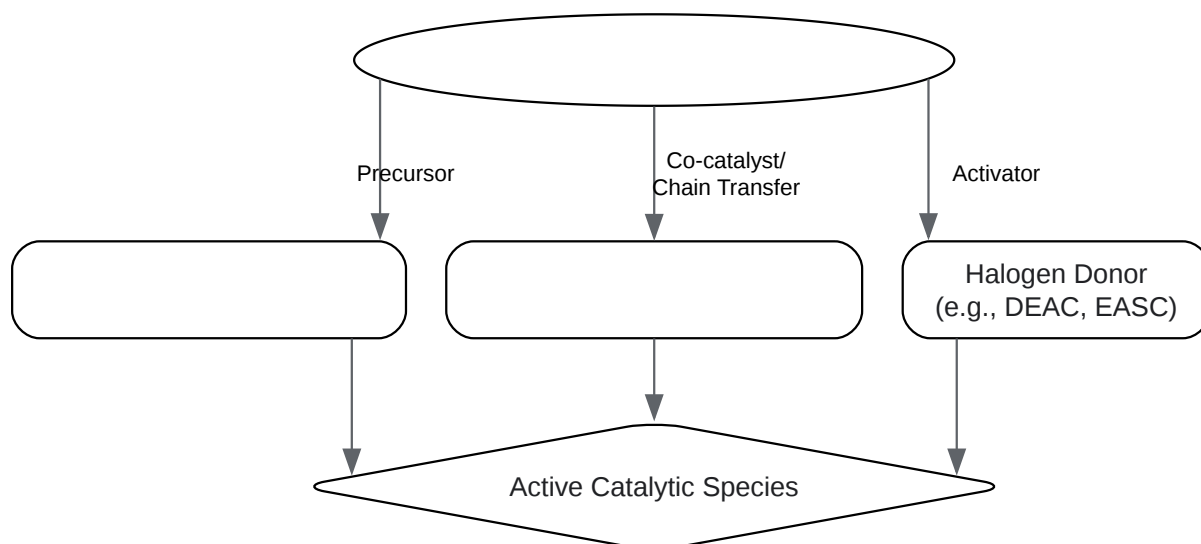 Precursor
Co-catalyst/
Chain Transfer
Activator
Halogen Donor
(e.g., DEAC, EASC)
Active Catalytic Species